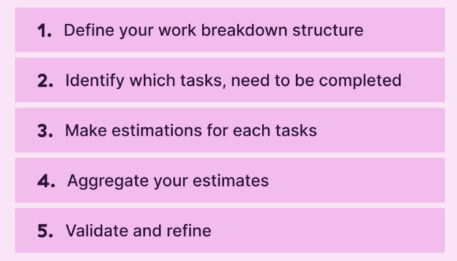 1. Define your work breakdown structure
2. Identify which tasks, need to be completed
3. Make estimations for each tasks
4. Aggregate your estimates
5. Validate and refine